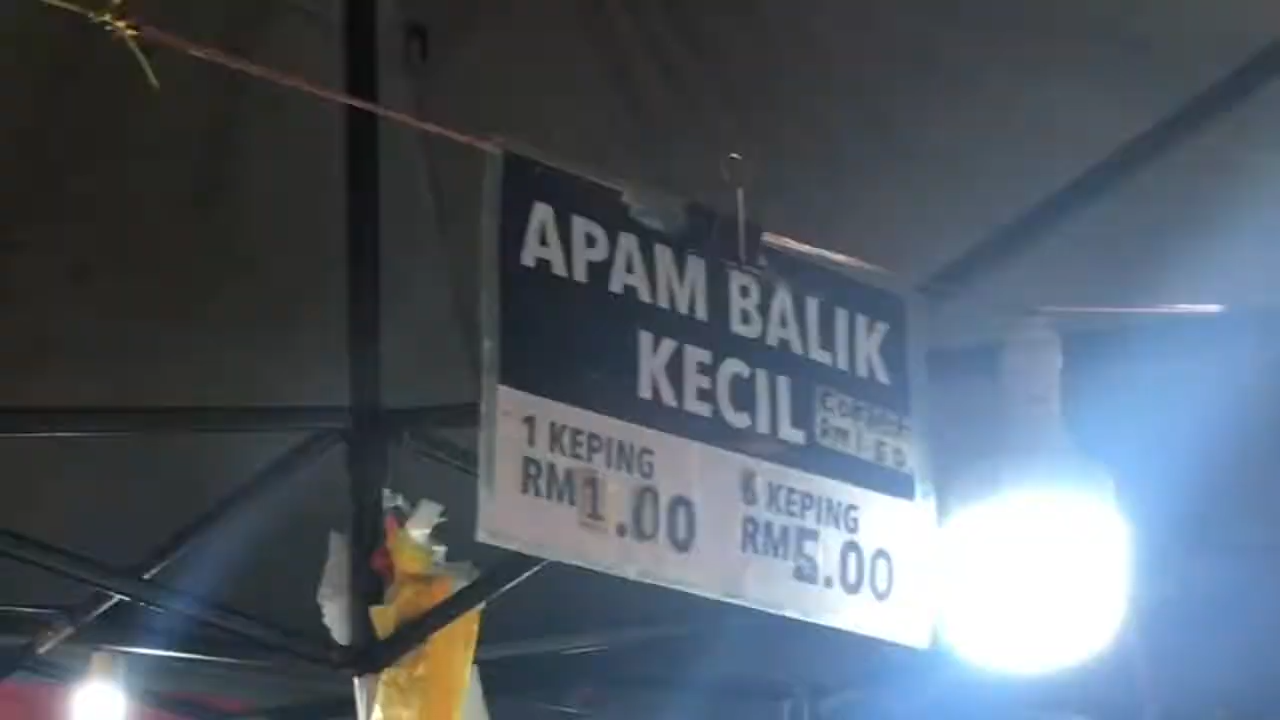 APAM BALIK
KECIL
1 KEPING
RM1.00
6 KEPING
RM5.00